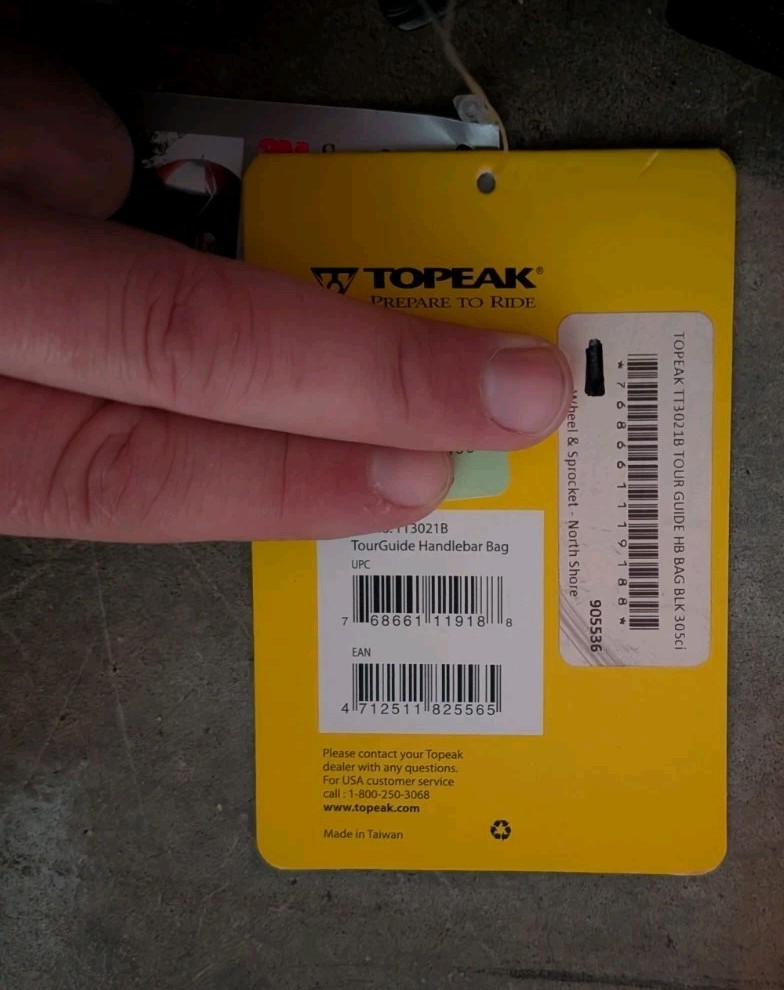 3M
TOPEAK®
PREPARE TO RIDE
TT3021B
TourGuide Handlebar Bag
UPC
7 68661 11918 8
EAN
4 712511 825565
Please contact your Topeak
dealer with any questions.
For USA customer service
call : 1-800-250-3068
www.topeak.com
Made in Taiwan
TOPEAK TT3021B TOUR GUIDE HB BAG BLK 305ci
*768661119188*
Wheel & Sprocket - North Shore
905536